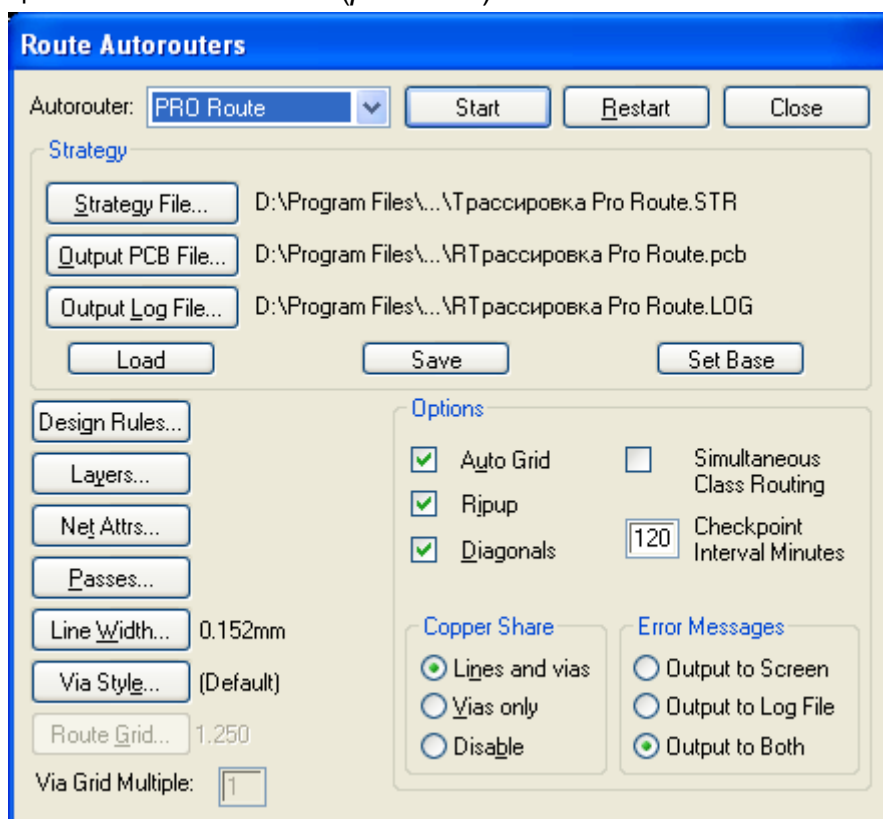 Route Autorouters
Autorouter: PRO Route Start Restart Close
Strategy
Strategy File... D:\Program Files\...\Трассировка Pro Route.STR
Output PCB File... D:\Program Files\...\RТрассировка Pro Route.pcb
Output Log File... D:\Program Files\...\RТрассировка Pro Route.LOG
Load Save Set Base
Design Rules...
Layers...
Net Attrs...
Passes...
Line Width... 0.152mm
Via Style... (Default)
Route Grid... 1.250
Via Grid Multiple: 1
Options
Auto Grid
Ripup
Diagonals
Simultaneous
Class Routing
120 Checkpoint
Interval Minutes
Copper Share
Lines and vias
Vias only
Disable
Error Messages
Output to Screen
Output to Log File
Output to Both